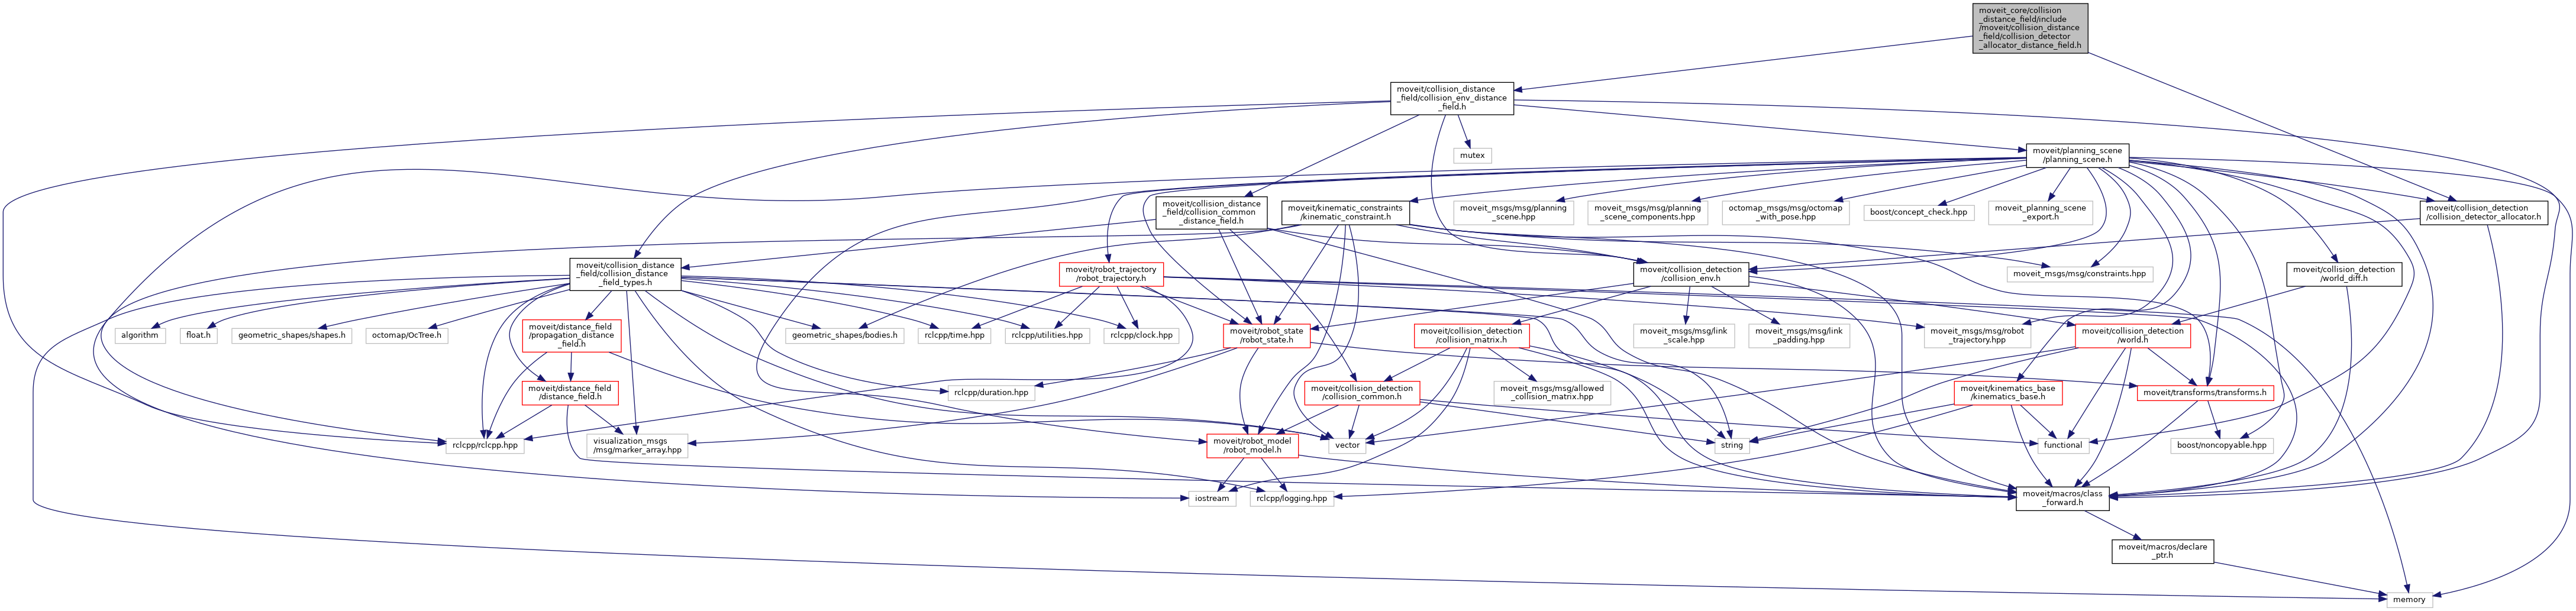 moveit_core/collision
_distance_field/include
/moveit/collision_distance
_field/collision_detector
_allocator_distance_field.h
moveit/collision_distance
_field/collision_env_distance
_field.h
mutex
moveit/planning_scene
/planning_scene.h
moveit/collision_distance
_field/collision_common
_distance_field.h
moveit/kinematic_constraints
/kinematic_constraint.h
moveit_msgs/msg/planning
_scene.hpp
moveit_msgs/msg/planning
_scene_components.hpp
octomap_msgs/msg/octomap
_with_pose.hpp
boost/concept_check.hpp
moveit_planning_scene
_export.h
moveit/collision_detection
/collision_detector_allocator.h
moveit/collision_distance
_field/collision_distance
_field_types.h
moveit/robot_trajectory
/robot_trajectory.h
moveit/collision_detection
/collision_env.h
moveit_msgs/msg/constraints.hpp
moveit/collision_detection
/world_diff.h
algorithm
float.h
geometric_shapes/shapes.h
octomap/OcTree.h
moveit/distance_field
/propagation_distance
_field.h
geometric_shapes/bodies.h
rclcpp/time.hpp
rclcpp/utilities.hpp
rclcpp/clock.hpp
moveit/robot_state
/robot_state.h
moveit/collision_detection
/collision_matrix.h
moveit_msgs/msg/link
_scale.hpp
moveit_msgs/msg/link
_padding.hpp
moveit_msgs/msg/robot
_trajectory.hpp
moveit/collision_detection
/world.h
moveit/distance_field
/distance_field.h
rclcpp/duration.hpp
moveit/collision_detection
/collision_common.h
moveit_msgs/msg/allowed
_collision_matrix.hpp
moveit/kinematics_base
/kinematics_base.h
moveit/transforms/transforms.h
rclcpp/rclcpp.hpp
visualization_msgs
/msg/marker_array.hpp
moveit/robot_model
/robot_model.h
vector
string
functional
boost/noncopyable.hpp
iostream
rclcpp/logging.hpp
moveit/macros/class
_forward.h
moveit/macros/declare
_ptr.h
memory